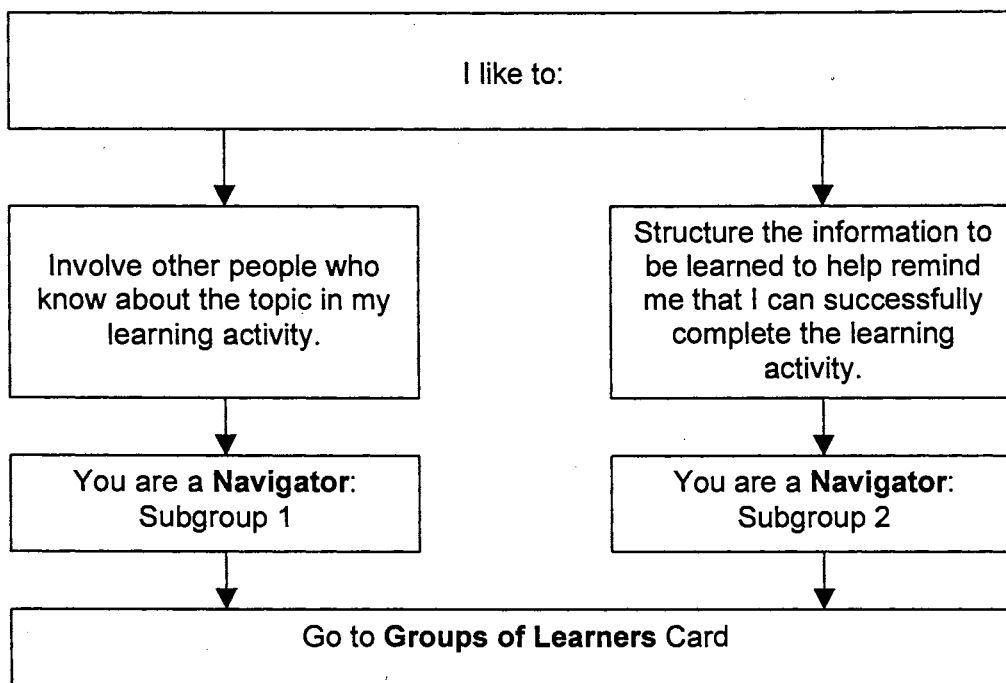 I like to:
Involve other people who
know about the topic in my
learning activity.
Structure the information to
be learned to help remind
me that I can successfully
complete the learning
activity.
You are a Navigator:
Subgroup 1
You are a Navigator:
Subgroup 2
Go to Groups of Learners Card